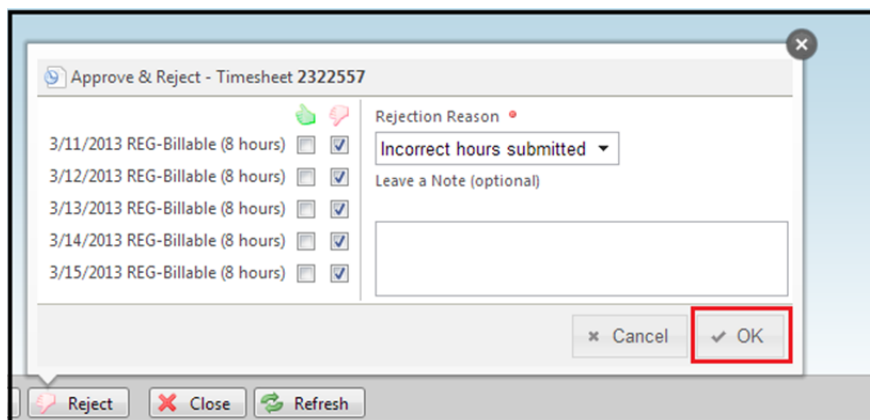 Approve & Reject - Timesheet 2322557
3/11/2013 REG-Billable (8 hours)
3/12/2013 REG-Billable (8 hours)
3/13/2013 REG-Billable (8 hours)
3/14/2013 REG-Billable (8 hours)
3/15/2013 REG-Billable (8 hours)
Rejection Reason
Incorrect hours submitted
Leave a Note (optional)
Cancel OK
Reject Close Refresh